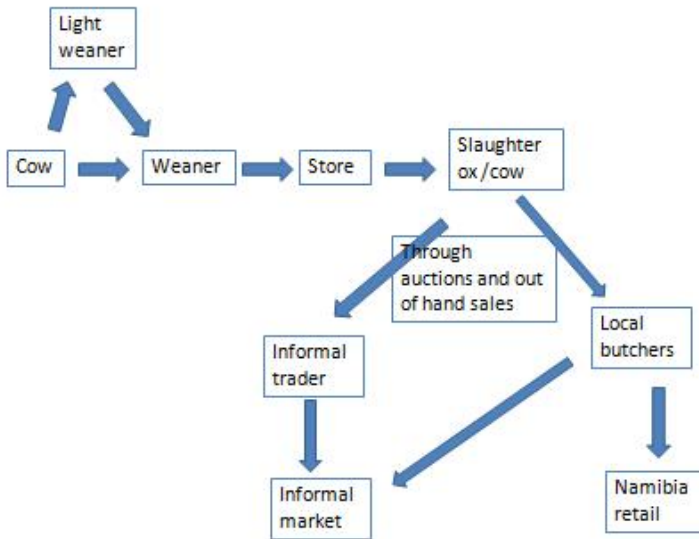 Light
weaner
Cow
Weaner
Store
Slaughter
ox/cow
Through
auctions and out
of hand sales
Local
butchers
Informal
trader
Informal
market
Namibia
retail